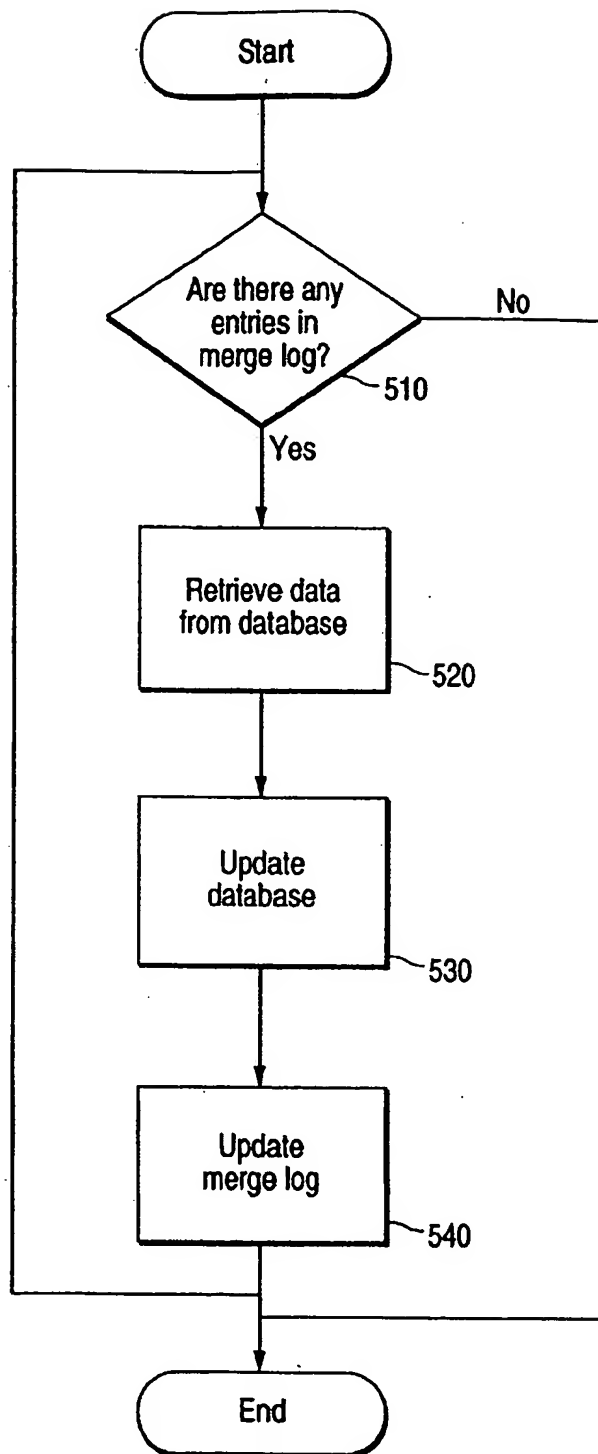 Start
Are there any
entries in
merge log?
No
510
Yes
Retrieve data
from database
520
Update
database
530
Update
merge log
540
End